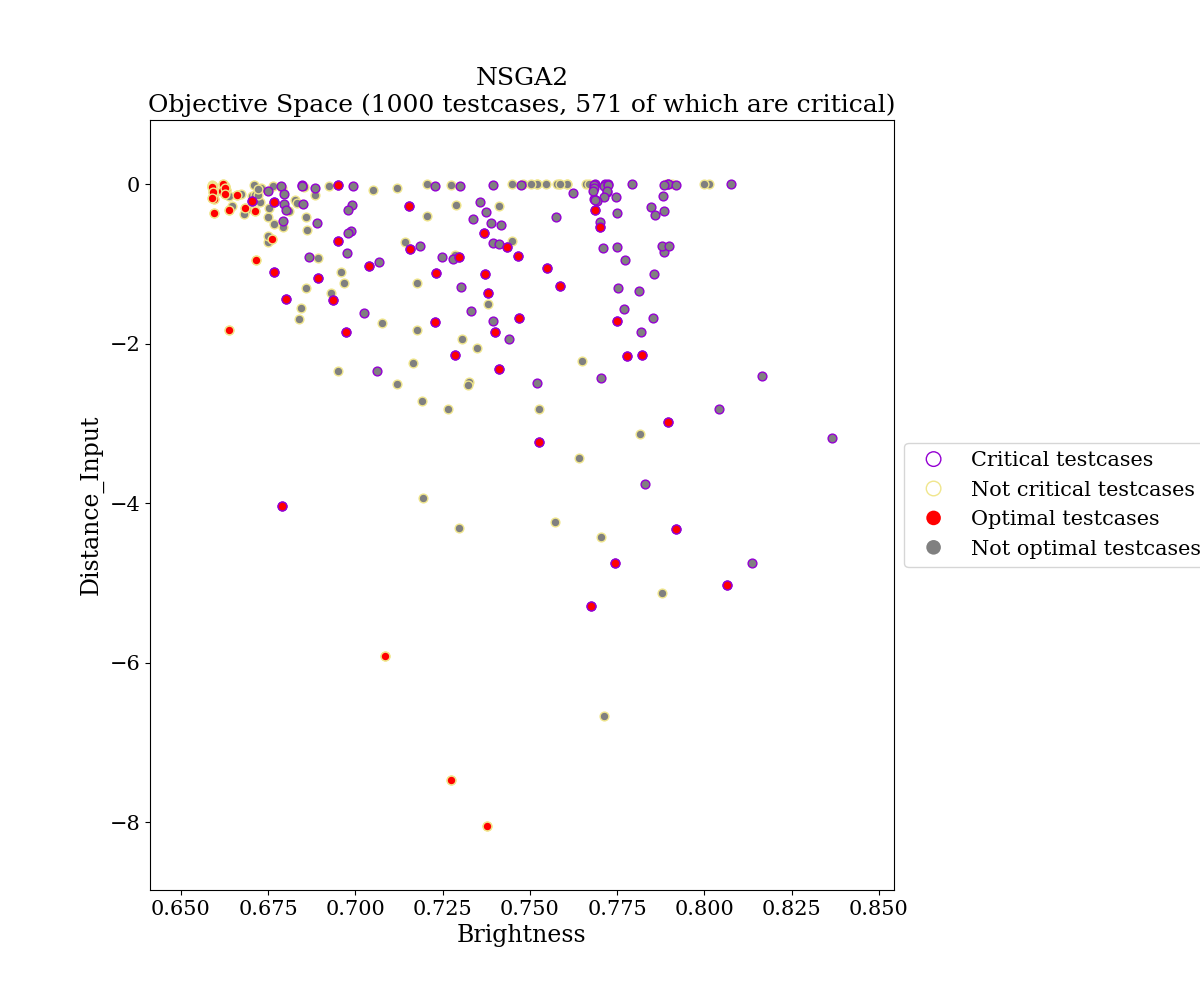 NSGA2
Objective Space (1000 testcases, 571 of which are critical)
0
−2
−4
−6
−8
Distance_Input
0.650 0.675 0.700 0.725 0.750 0.775 0.800 0.825 0.850
Brightness
Critical testcases
Not critical testcases
Optimal testcases
Not optimal testcases